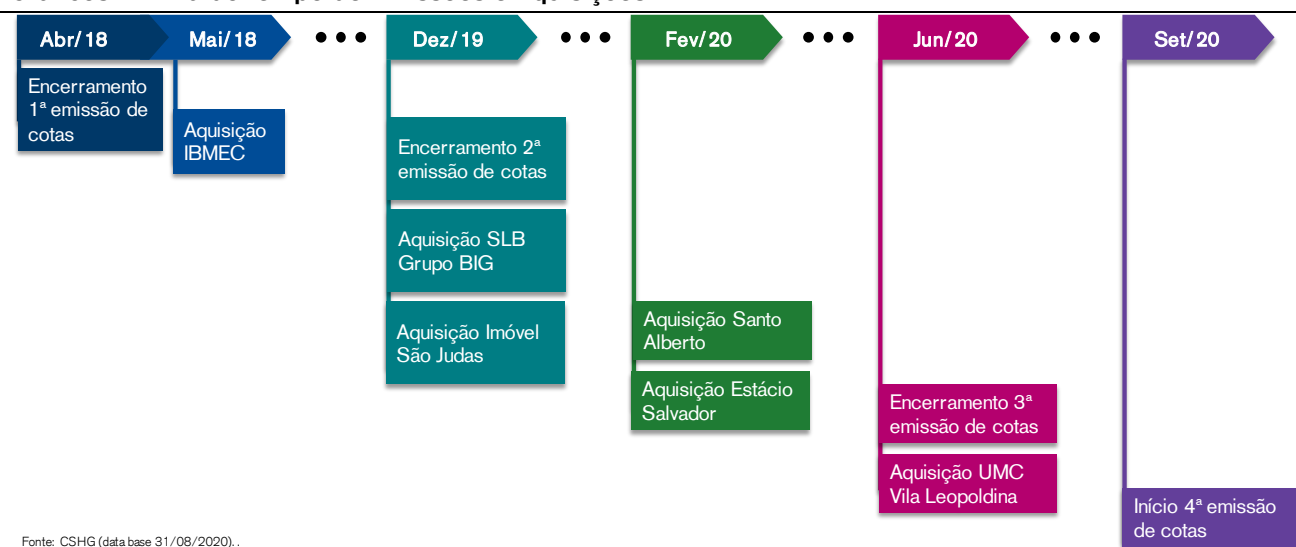 Abr/18
Mai/18
Dez/19
Fev/20
Jun/20
Set/20
Encerramento
1ª emissão de
cotas
Aquisição
IBMEC
Encerramento 2ª
emissão de cotas
Aquisição SLB
Grupo BIG
Aquisição Imóvel
São Judas
Aquisição Santo
Alberto
Aquisição Estácio
Salvador
Encerramento 3ª
emissão de cotas
Aquisição UMC
Vila Leopoldina
Início 4ª emissão
de cotas
Fonte: CSHG (data base 31/08/2020). .